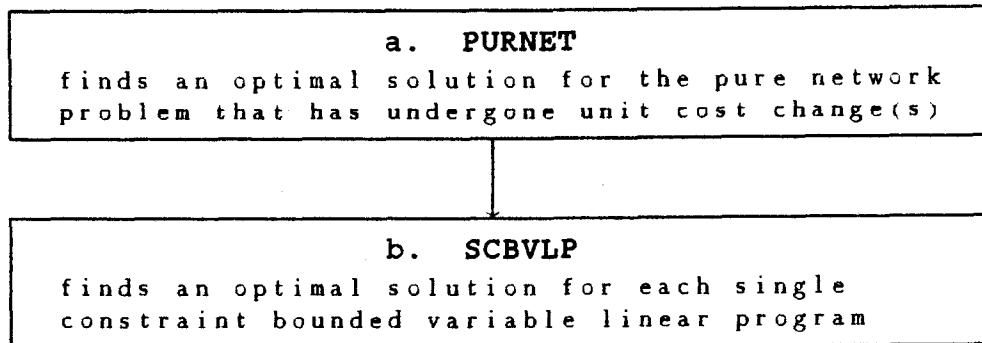 a. PURNET
finds an optimal solution for the pure network
problem that has undergone unit cost change(s)
b. SCBVLP
finds an optimal solution for each single
constraint bounded variable linear program